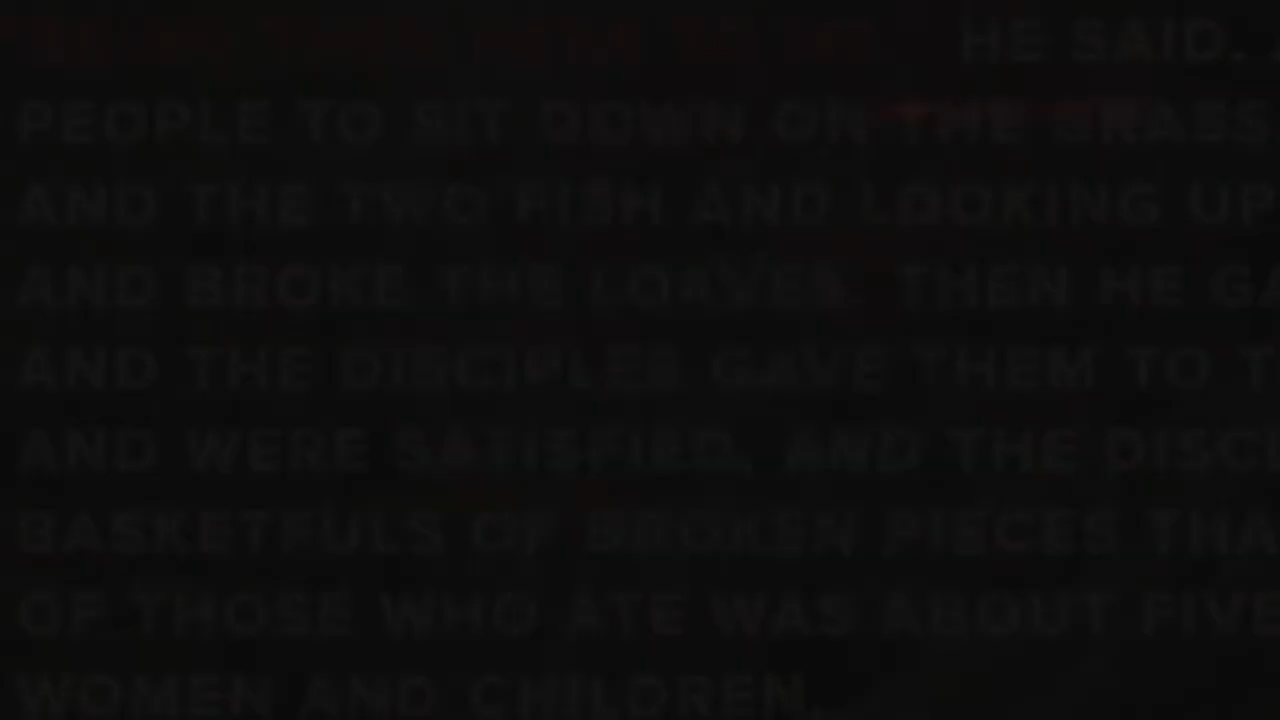 HE SAID.
PEOPLE TO SIT DOWN ON THE GRASS
AND THE TWO FISH AND LOOKING UP
AND BROKE THE LOAVES. THEN HE GA
AND THE DISCIPLES GAVE THEM TO T
AND WERE SATISFIED, AND THE DISCI
BASKETFULS OF BROKEN PIECES THA
OF THOSE WHO ATE WAS ABOUT FIVE
WOMEN AND CHILDREN.